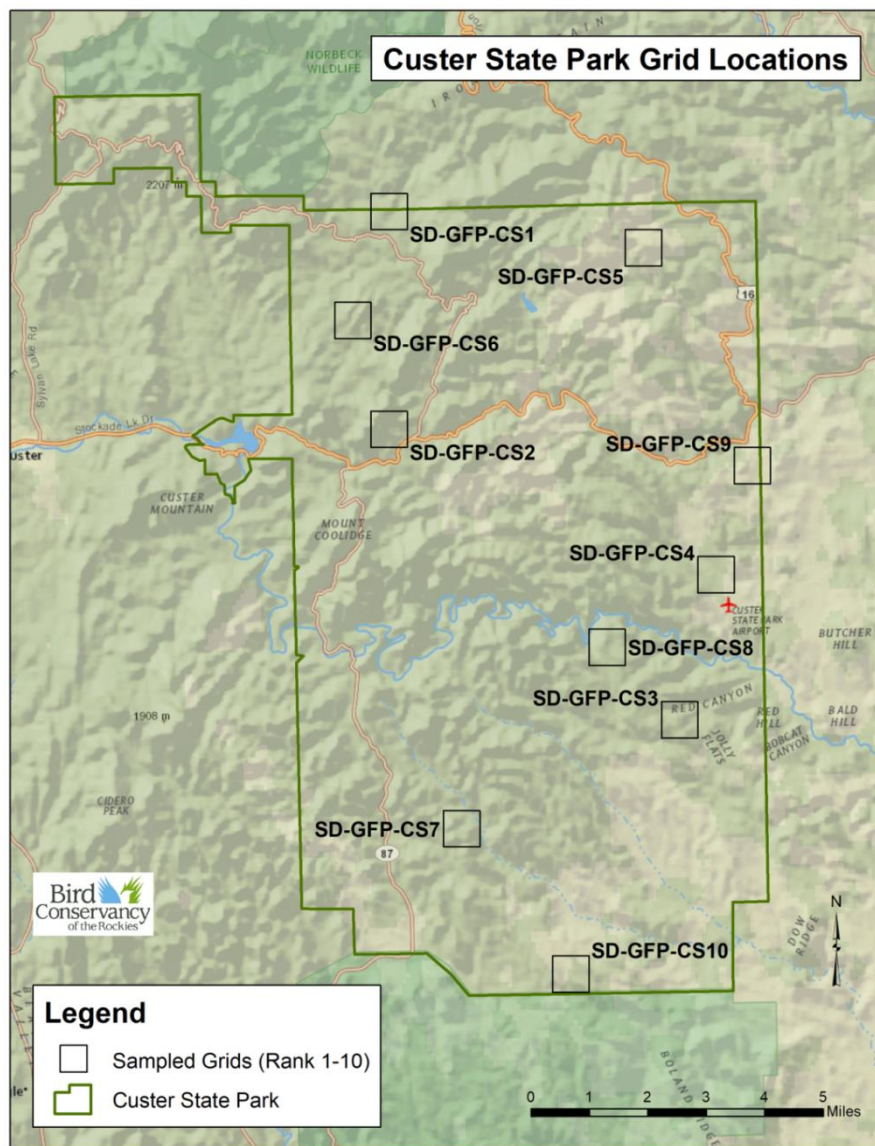 NORBECK
WILDLIFE
Custer State Park Grid Locations
2207 m
SD-GFP-CS1
SD-GFP-CS5
16
SD-GFP-CS6
Sylvan Lake Rd
Stockade Lk Dr
uster
SD-GFP-CS2
SD-GFP-CS9
CUSTER
MOUNTAIN
MOUNT
COOLIDGE
SD-GFP-CS4
CUSTER
STATE PARK
AIRPORT
BUTCHER
HILL
SD-GFP-CS8
SD-GFP-CS3
RED CANYON
RED
HILL
BALD
HILL
1908 m
JOLLY
FLATS
BOBCAT
CANYON
CIDERO
PEAK
SD-GFP-CS7
87
Bird
Conservancy
of the Rockies
N
DOW
RIDGE
SD-GFP-CS10
Legend
Sampled Grids (Rank 1-10)
Custer State Park
gle*
0 1 2 3 4 5
Miles